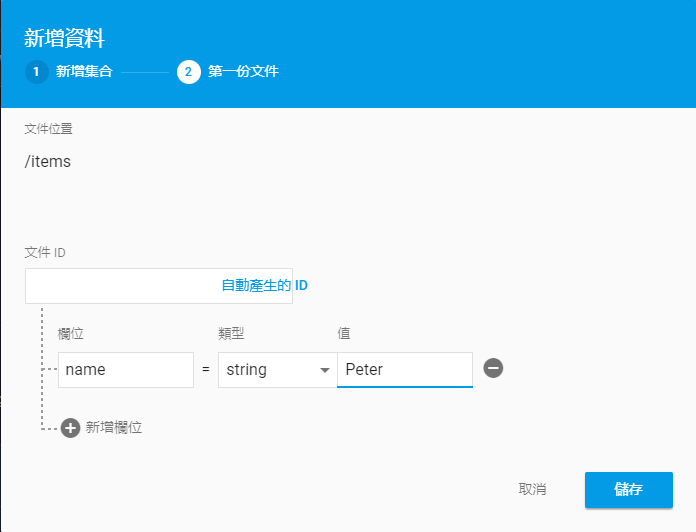 新增資料
1 新增集合 2 第一份文件
文件位置
/items
文件 ID
自動產生的 ID
欄位 類型 值
name = string Peter
新增欄位
取消 儲存